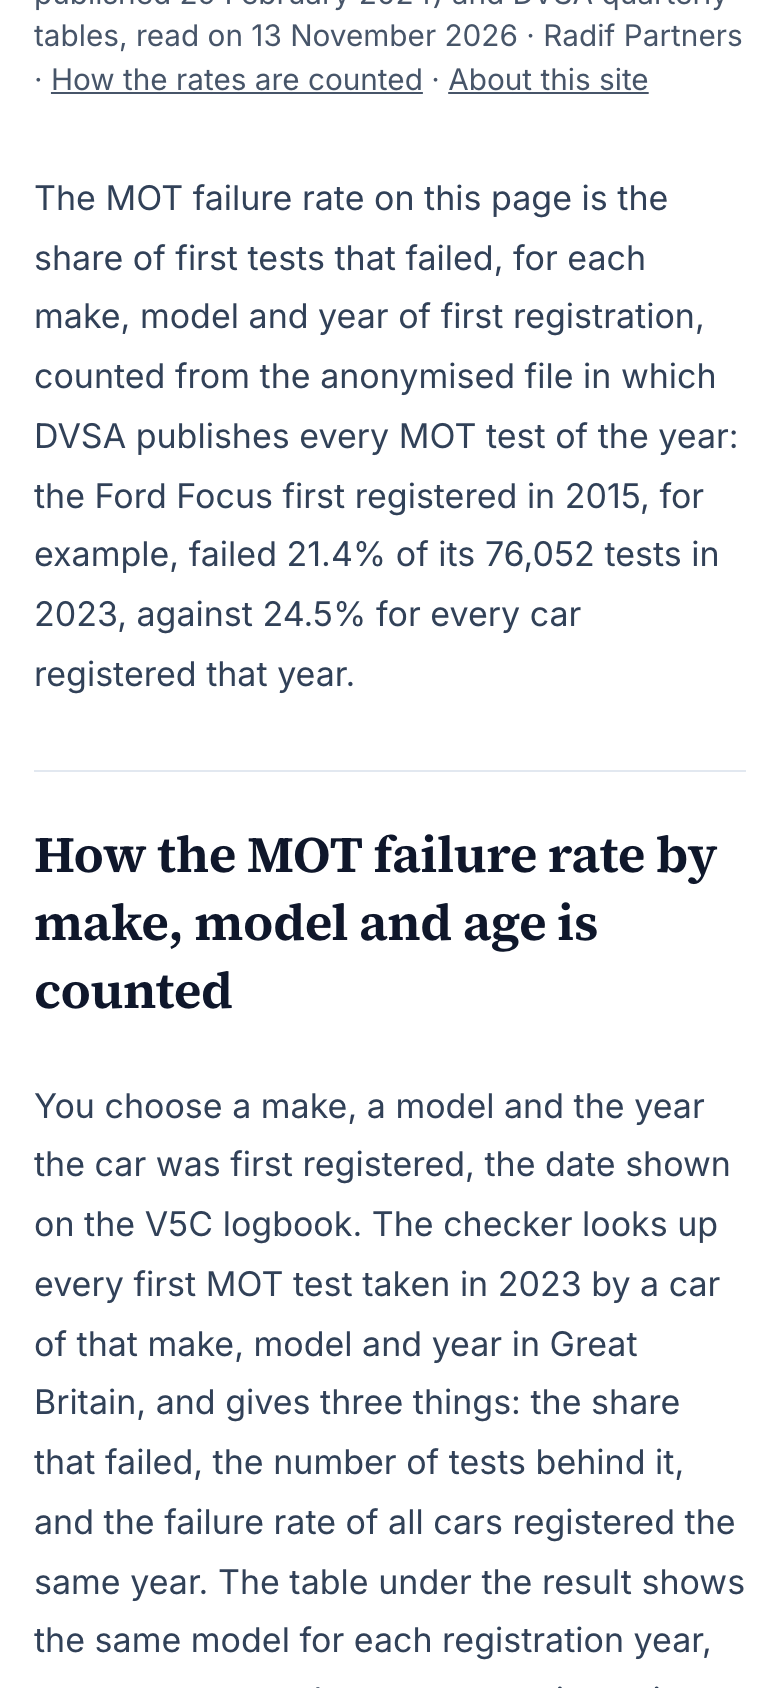 tables, read on 13 November 2026 · Radif Partners
· How the rates are counted · About this site
The MOT failure rate on this page is the
share of first tests that failed, for each
make, model and year of first registration,
counted from the anonymised file in which
DVSA publishes every MOT test of the year:
the Ford Focus first registered in 2015, for
example, failed 21.4% of its 76,052 tests in
2023, against 24.5% for every car
registered that year.
How the MOT failure rate by
make, model and age is
counted
You choose a make, a model and the year
the car was first registered, the date shown
on the V5C logbook. The checker looks up
every first MOT test taken in 2023 by a car
of that make, model and year in Great
Britain, and gives three things: the share
that failed, the number of tests behind it,
and the failure rate of all cars registered the
same year. The table under the result shows
the same model for each registration year,